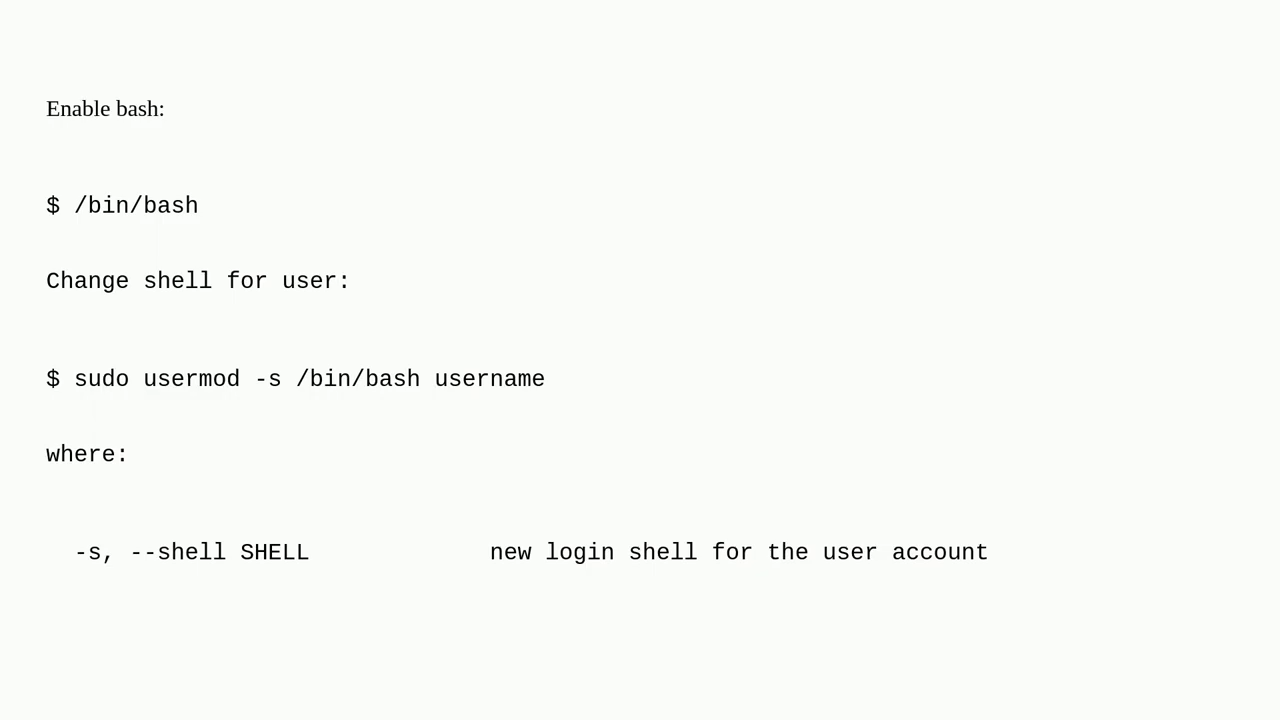 Enable bash:
$ /bin/bash
Change shell for user:
$ sudo usermod -s /bin/bash username
where:
  -s, --shell SHELL             new login shell for the user account